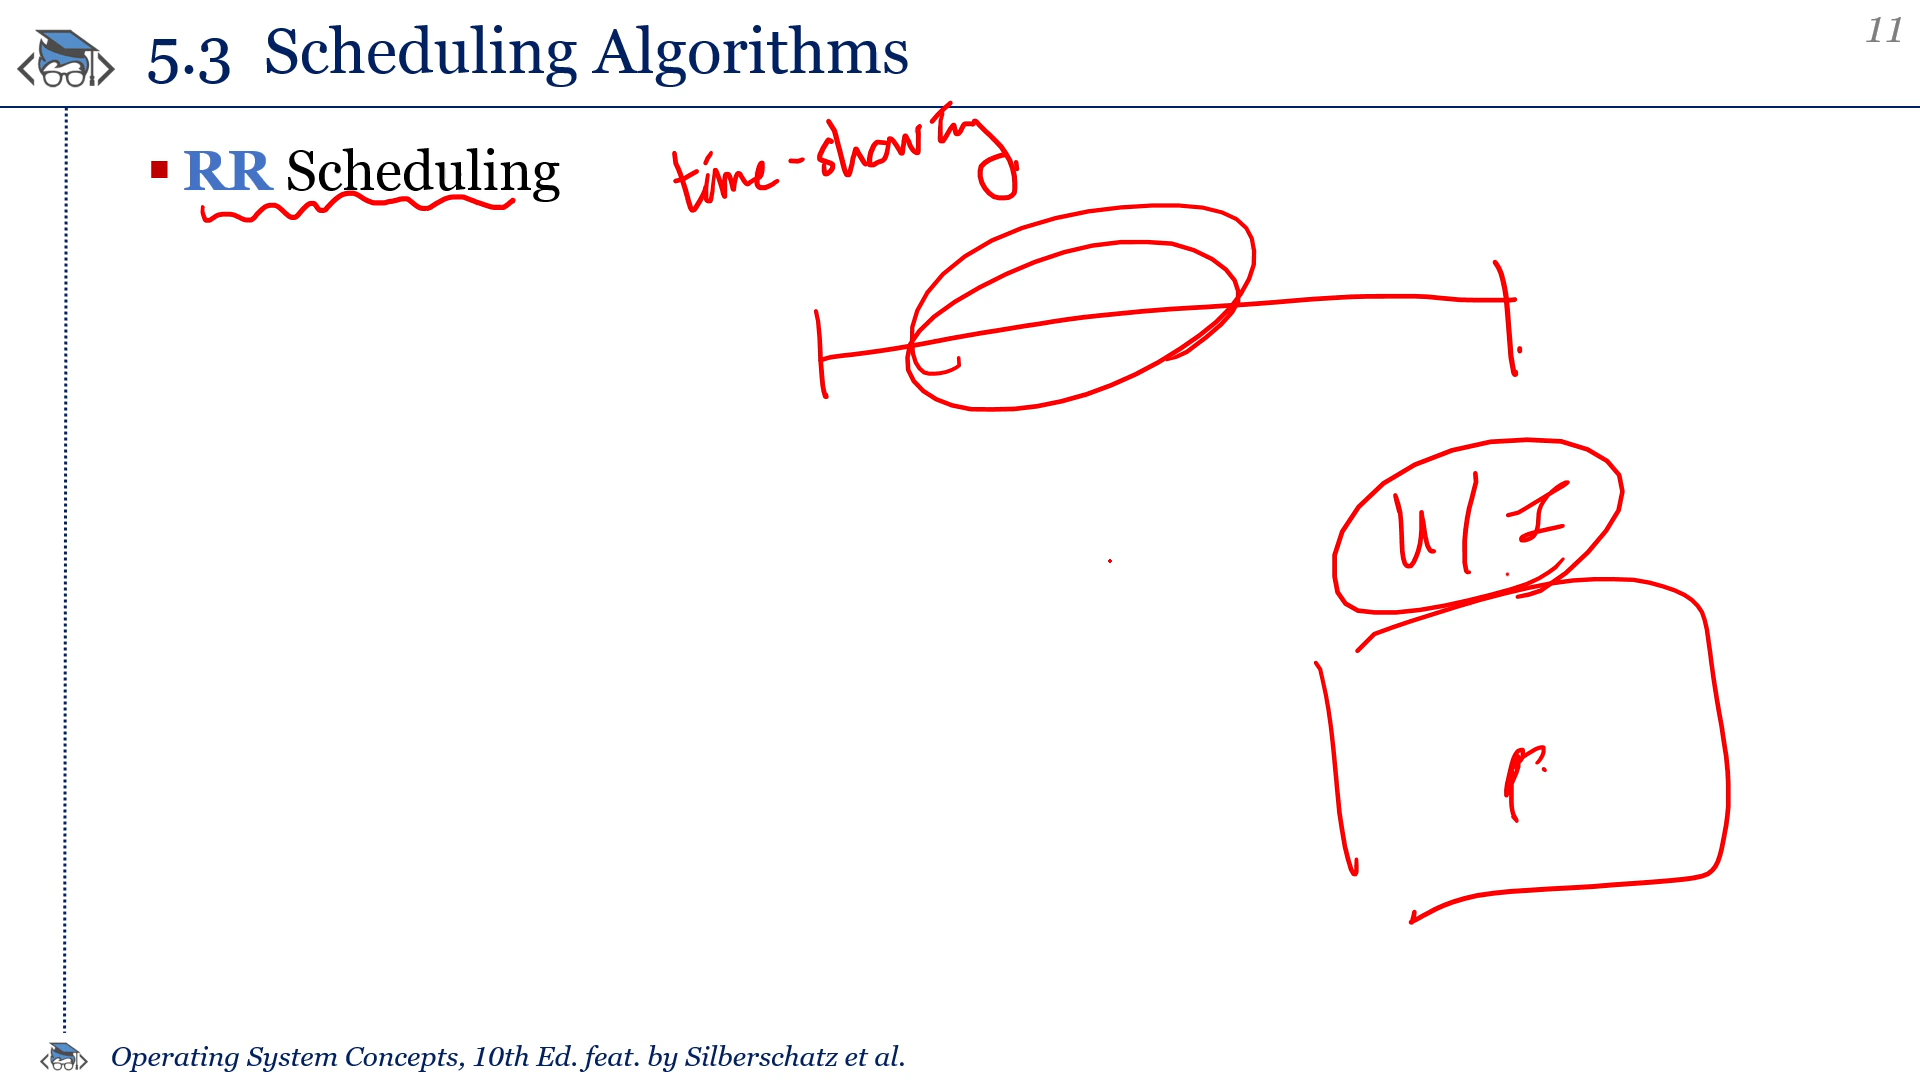 11
5.3 Scheduling Algorithms
RR Scheduling
time-sharing
U/I
P
Operating System Concepts, 10th Ed. feat. by Silberschatz et al.